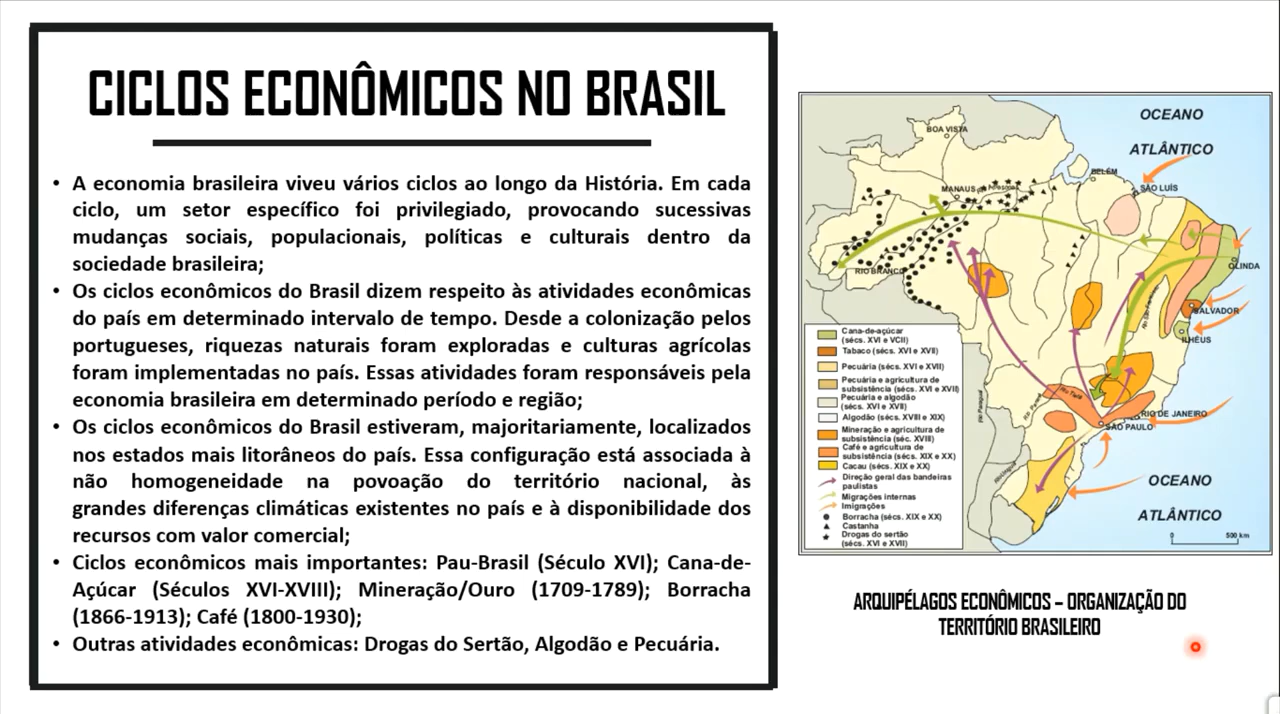 CICLOS ECONÔMICOS NO BRASIL
• A economia brasileira viveu vários ciclos ao longo da História. Em cada
ciclo, um setor específico foi privilegiado, provocando sucessivas
mudanças sociais, populacionais, políticas e culturais dentro da
sociedade brasileira;
• Os ciclos econômicos do Brasil dizem respeito às atividades econômicas
do país em determinado intervalo de tempo. Desde a colonização pelos
portugueses, riquezas naturais foram exploradas e culturas agrícolas
foram implementadas no país. Essas atividades foram responsáveis pela
economia brasileira em determinado período e região;
• Os ciclos econômicos do Brasil estiveram, majoritariamente, localizados
nos estados mais litorâneos do país. Essa configuração está associada à
não homogeneidade na povoação do território nacional, às
grandes diferenças climáticas existentes no país e à disponibilidade dos
recursos com valor comercial;
• Ciclos econômicos mais importantes: Pau-Brasil (Século XVI); Cana-de-
Açúcar (Séculos XVI-XVIII); Mineração/Ouro (1709-1789); Borracha
(1866-1913); Café (1800-1930);
• Outras atividades econômicas: Drogas do Sertão, Algodão e Pecuária.
OCEANO
ATLÂNTICO
BOA VISTA
BELÉM
MANAUS
SÃO LUÍS
RIO BRANCO
OLINDA
SALVADOR
ILHÉUS
RIO DE JANEIRO
SÃO PAULO
OCEANO
ATLÂNTICO
0 500 km
Cana-de-açúcar
(sécs. XVI e VCII)
Tabaco (sécs. XVI e XVII)
Pecuária (sécs. XVI e XVII)
Pecuária e agricultura de
subsistência (sécs. XVI e XVII)
Pecuária e algodão
(sécs. XVI e XVII)
Algodão (sécs. XVIII e XIX)
Mineração e agricultura de
subsistência (séc. XVIII)
Café e agricultura de
subsistência (sécs. XIX e XX)
Cacau (sécs. XIX e XX)
Direção geral das bandeiras
paulistas
Migrações internas
Imigrações
Borracha (sécs. XIX e XX)
Castanha
Drogas do sertão
(sécs. XVI e XVII)
ARQUIPÉLAGOS ECONÔMICOS – ORGANIZAÇÃO DO
TERRITÓRIO BRASILEIRO